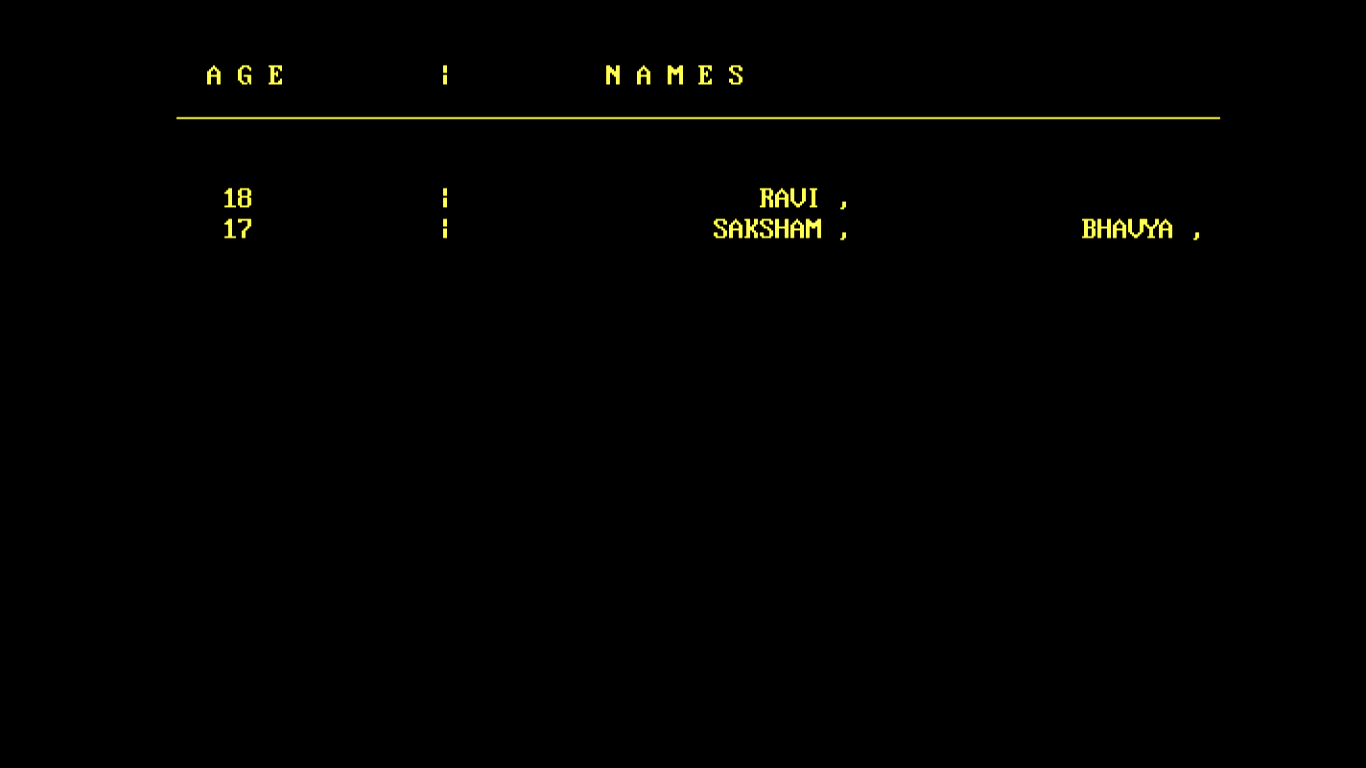 A G E ¦ N A M E S
18 ¦ RAVI ,
17 ¦ SAKSHAM , BHAVYA ,